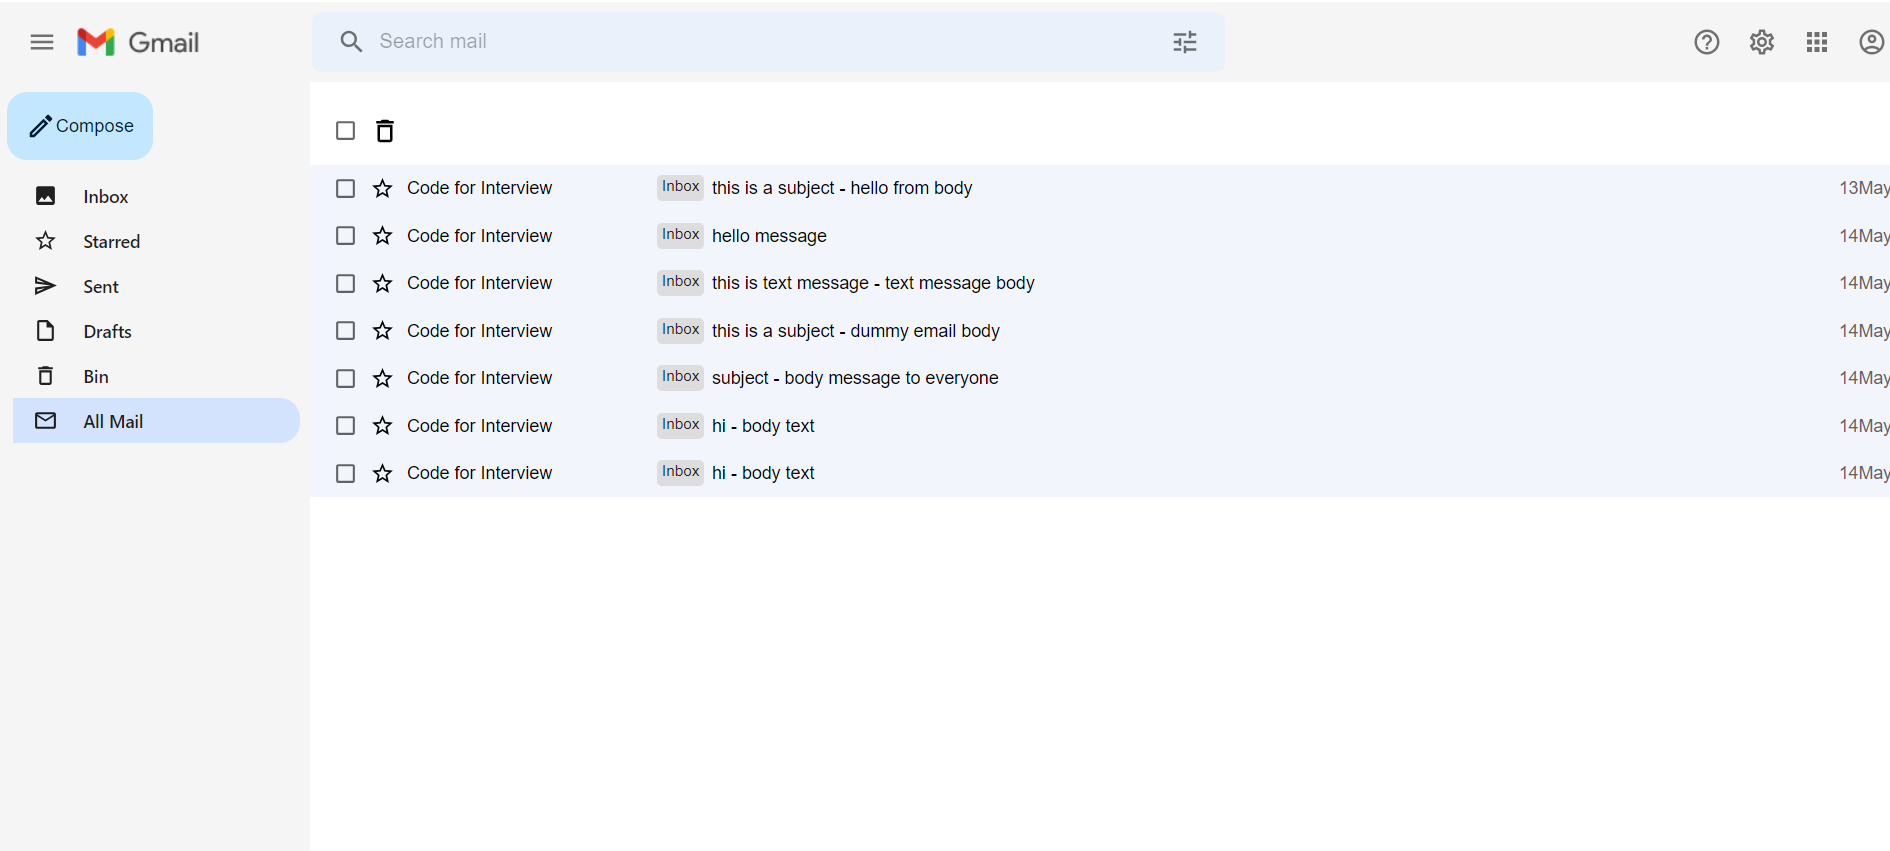 Gmail
Search mail
Compose
Inbox
Starred
Sent
Drafts
Bin
All Mail
Code for Interview Inbox this is a subject - hello from body 13May
Code for Interview Inbox hello message 14May
Code for Interview Inbox this is text message - text message body 14May
Code for Interview Inbox this is a subject - dummy email body 14May
Code for Interview Inbox subject - body message to everyone 14May
Code for Interview Inbox hi - body text 14May
Code for Interview Inbox hi - body text 14May